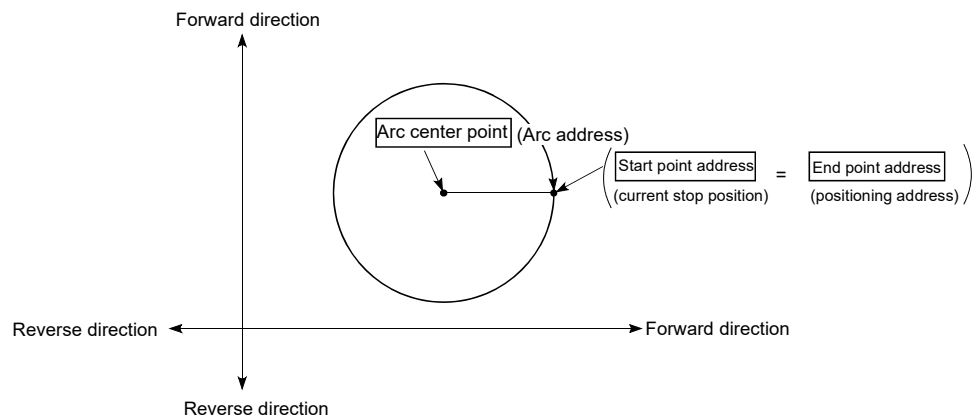 Forward direction
Arc center point (Arc address)
Start point address = End point address
(current stop position) (positioning address)
Reverse direction
Forward direction
Reverse direction